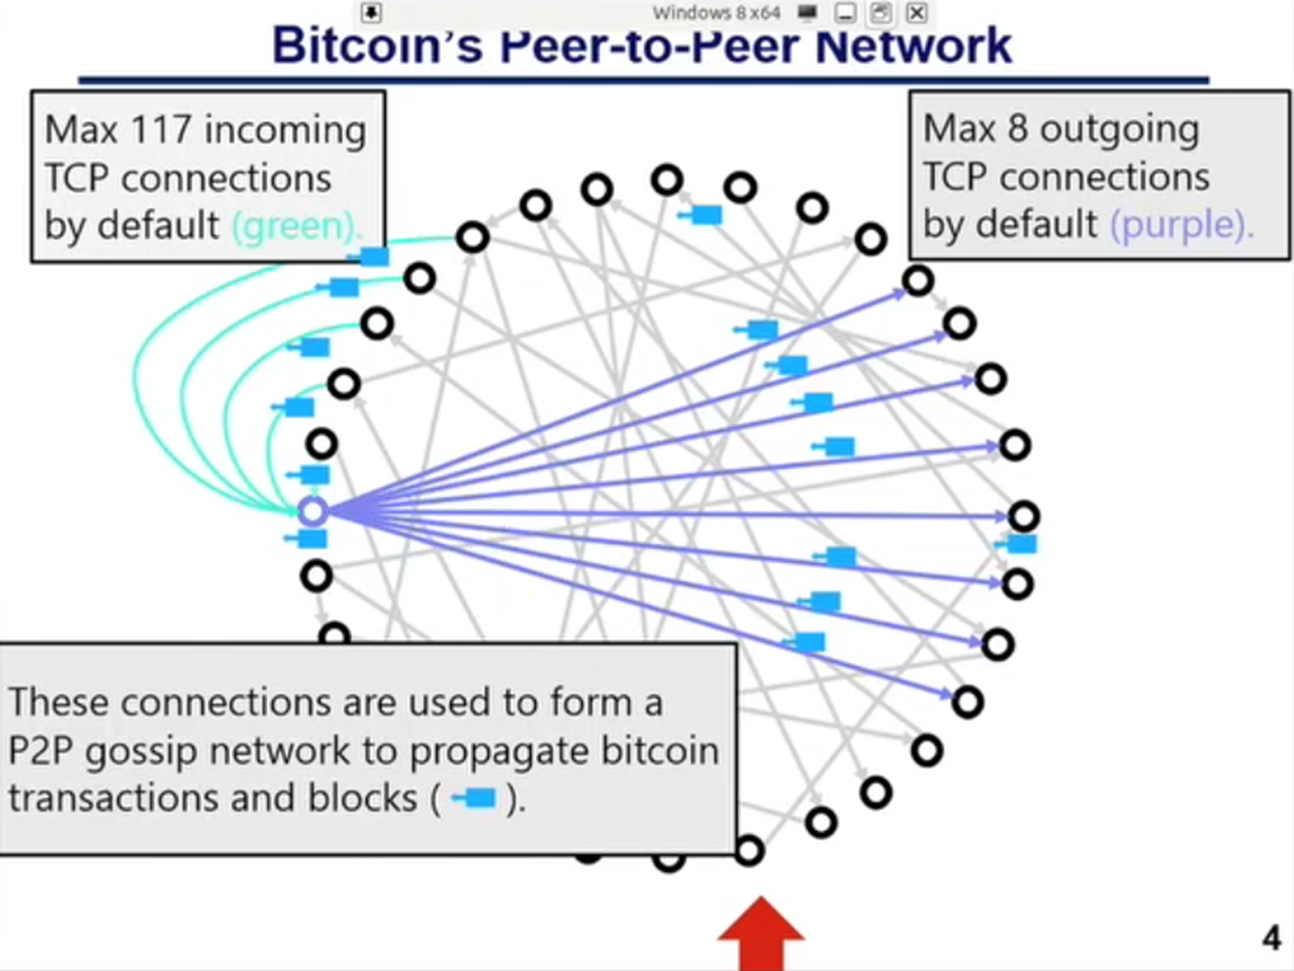 Windows 8 x64
Bitcoin's Peer-to-Peer Network
Max 117 incoming
TCP connections
by default (green).
Max 8 outgoing
TCP connections
by default (purple).
These connections are used to form a
P2P gossip network to propagate bitcoin
transactions and blocks ( ).
4